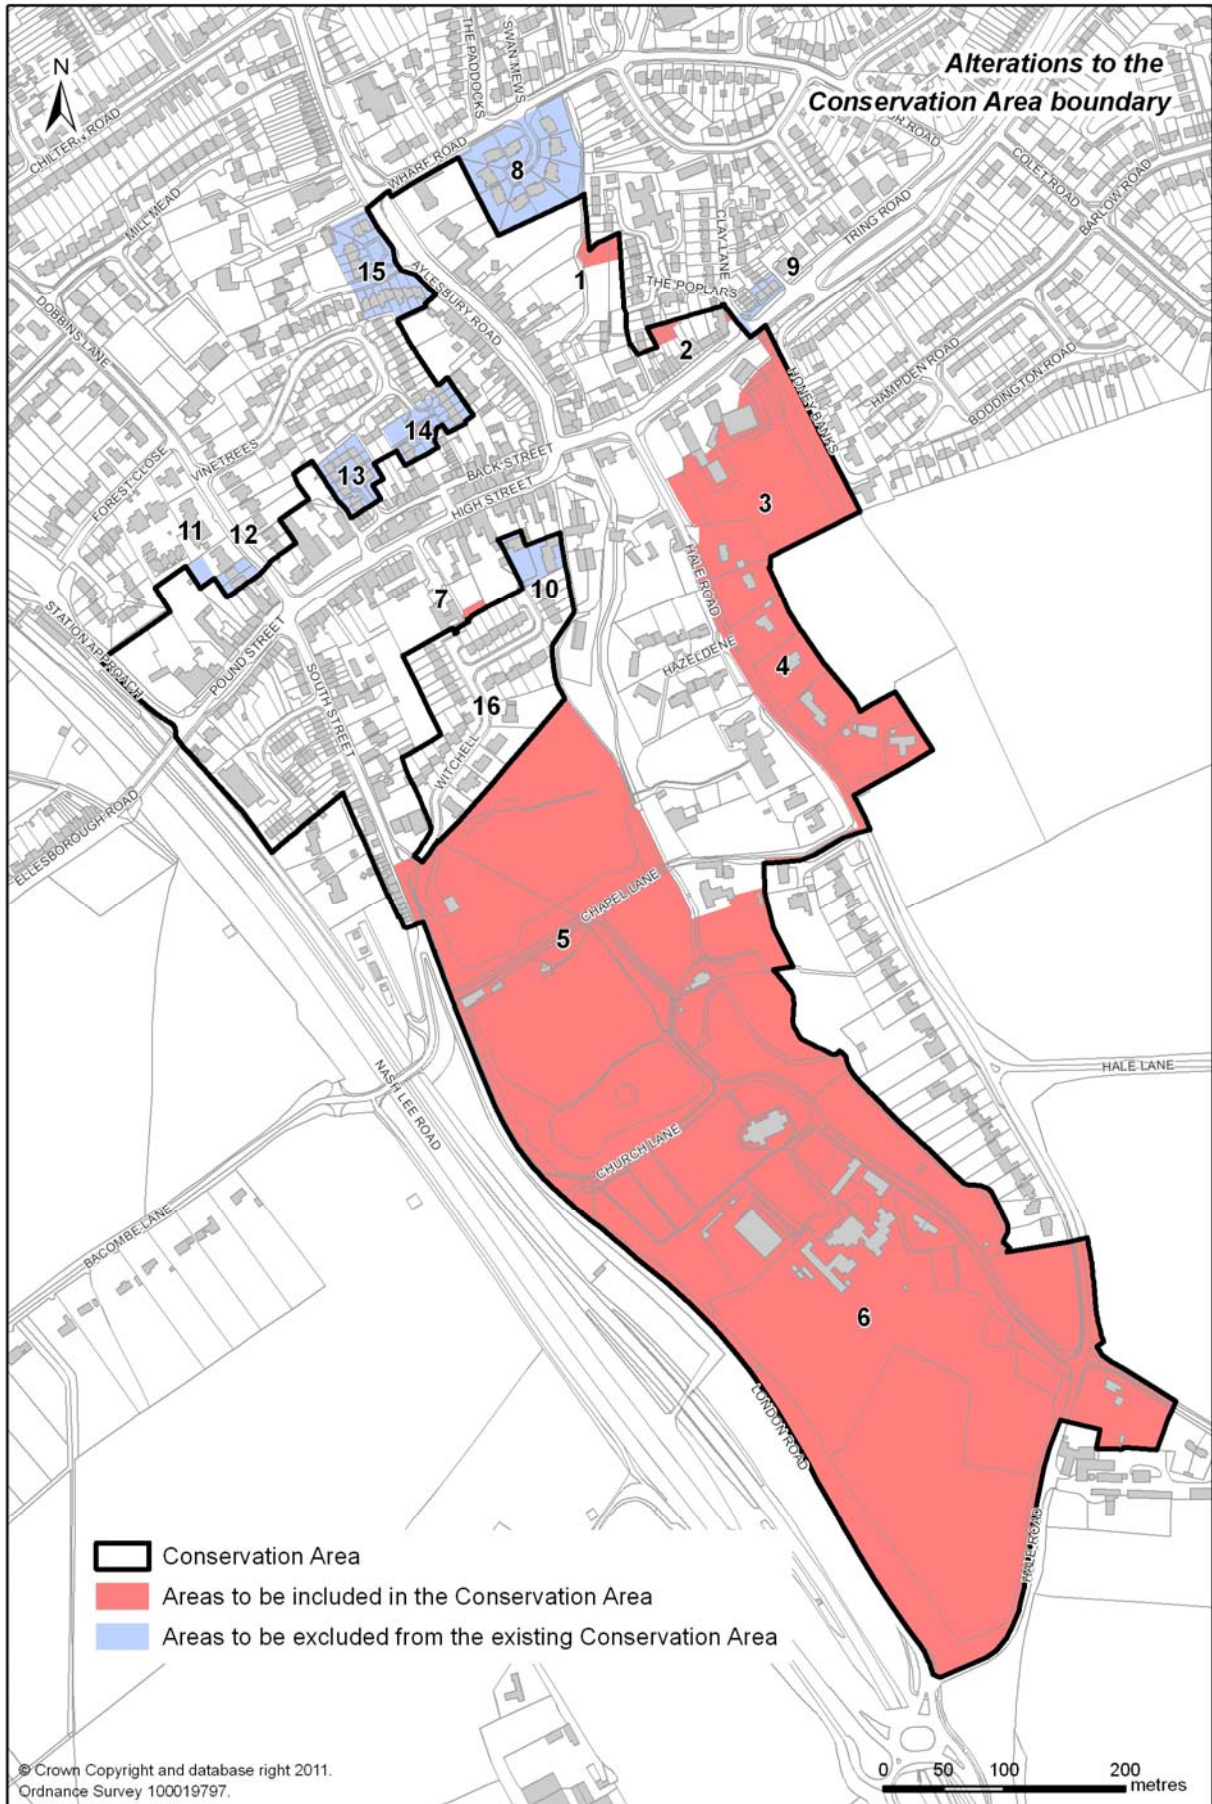 Alterations to the
Conservation Area boundary
N
THE PADDOCKS
SWAN MEWS
CHILTERN ROAD
WHARF ROAD
8
COLET ROAD
BARLOW ROAD
MILL MEAD
TRING ROAD
CLAY LANE
15
AYLESBURY ROAD
1
9
THE POPLARS
DOBBINS LANE
2
HAMPDEN ROAD
BODDINGTON ROAD
HONEY BANKS
14
VINETREES
BACK STREET
FOREST CLOSE
13
HIGH STREET
3
11
12
HALE ROAD
10
7
STATION APPROACH
POUND STREET
SOUTH STREET
HAZELDENE
4
16
WITCHELL
ELLESBOROUGH ROAD
CHAPEL LANE
5
NASH LEE ROAD
HALE LANE
CHURCH LANE
BACOMBE LANE
6
LONDON ROAD
HALE ROAD
Conservation Area
Areas to be included in the Conservation Area
Areas to be excluded from the existing Conservation Area
© Crown Copyright and database right 2011.
Ordnance Survey 100019797.
0 50 100 200
metres